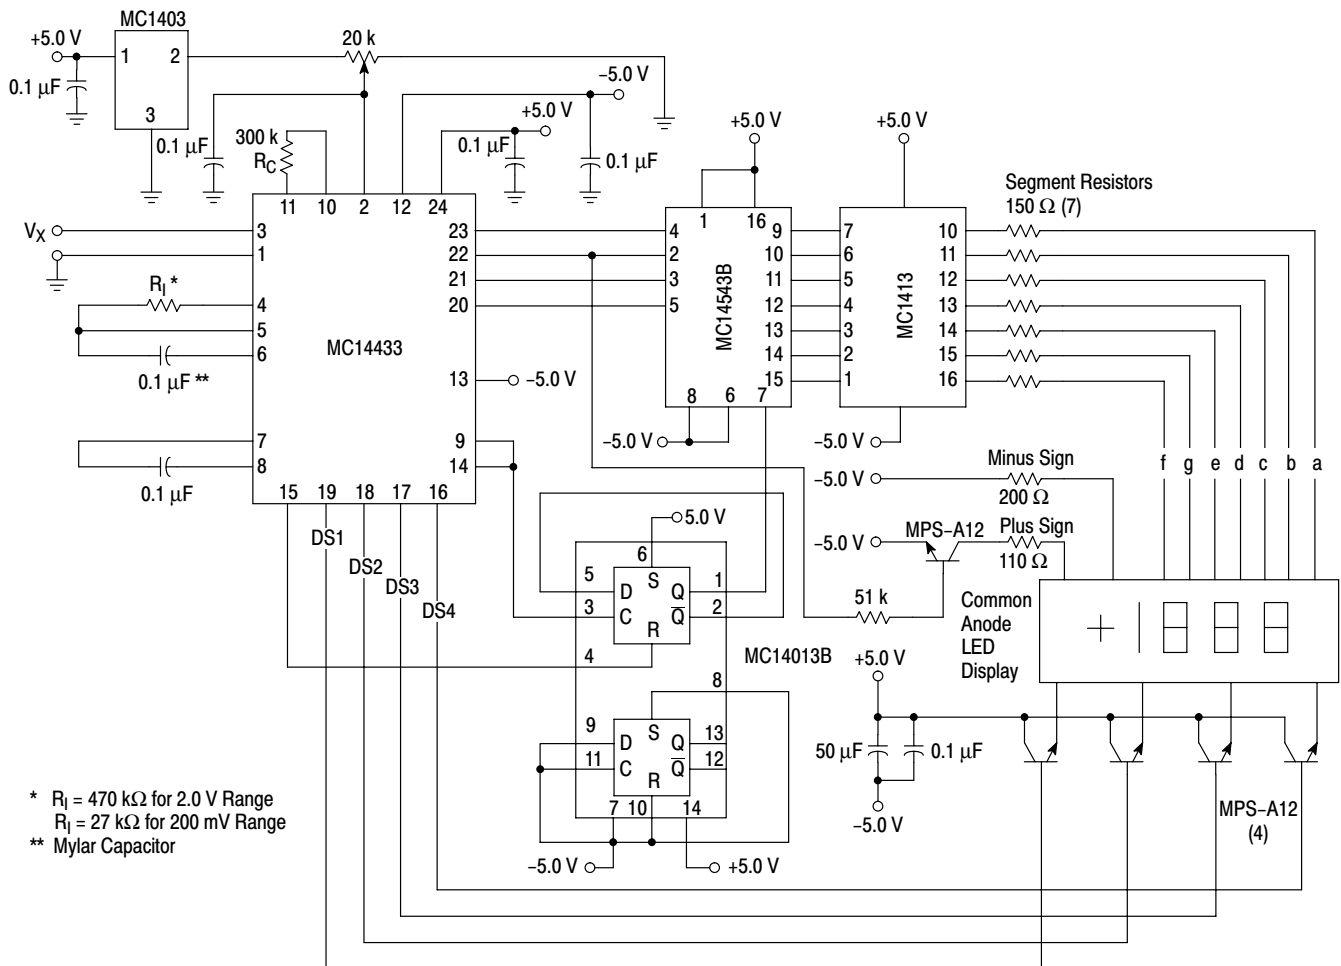 MC1403
+5.0 V
1
2
3
0.1 µF
20 k
−5.0 V
+5.0 V
0.1 µF
300 k
RC
0.1 µF
0.1 µF
+5.0 V
+5.0 V
Segment Resistors
150 Ω (7)
11 10 2 12 24
VX
3
1
RI *
4
5
6
0.1 µF **
7
8
0.1 µF
MC14433
23
22
21
20
13
−5.0 V
9
14
15 19 18 17 16
DS1
DS2
DS3
DS4
1 16
4
2
3
5
MC14543B
9
10
11
12
13
14
15
8 6 7
−5.0 V
7
6
5
4
3
2
1
MC1413
10
11
12
13
14
15
16
−5.0 V
f g e d c b a
−5.0 V
Minus Sign
200 Ω
−5.0 V
MPS−A12
Plus Sign
110 Ω
51 k
Common
Anode
LED
Display
5.0 V
6
5
D S Q
1
3
C Q
2
R
4
MC14013B
8
9
D S Q
13
11
C Q
12
R
7 10 14
−5.0 V
+5.0 V
+5.0 V
50 µF
0.1 µF
−5.0 V
MPS−A12
(4)
* RI = 470 kΩ for 2.0 V Range
RI = 27 kΩ for 200 mV Range
** Mylar Capacitor